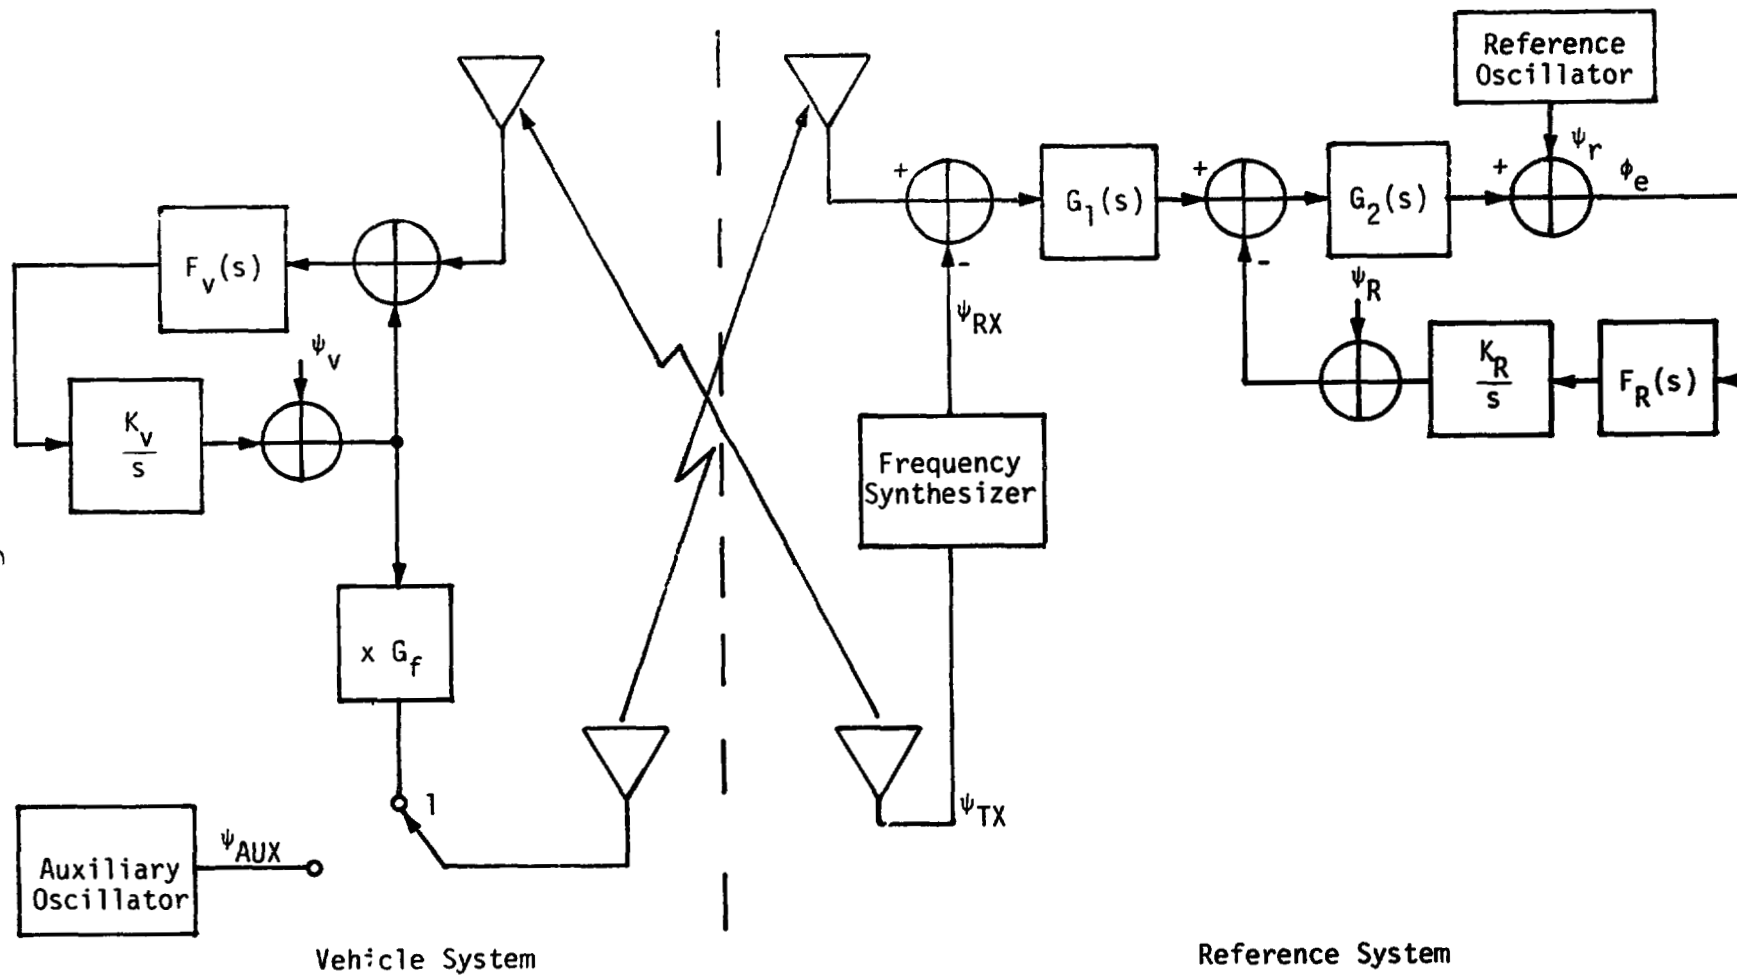 Reference
Oscillator
ψr
+
+
+
ϕe
G1(s)
G2(s)
Fv(s)
-
-
ψR
ψRX
ψv
KR
s
FR(s)
Kv
s
Frequency
Synthesizer
x Gf
1
ψTX
ψAUX
Auxiliary
Oscillator
Vehicle System
Reference System